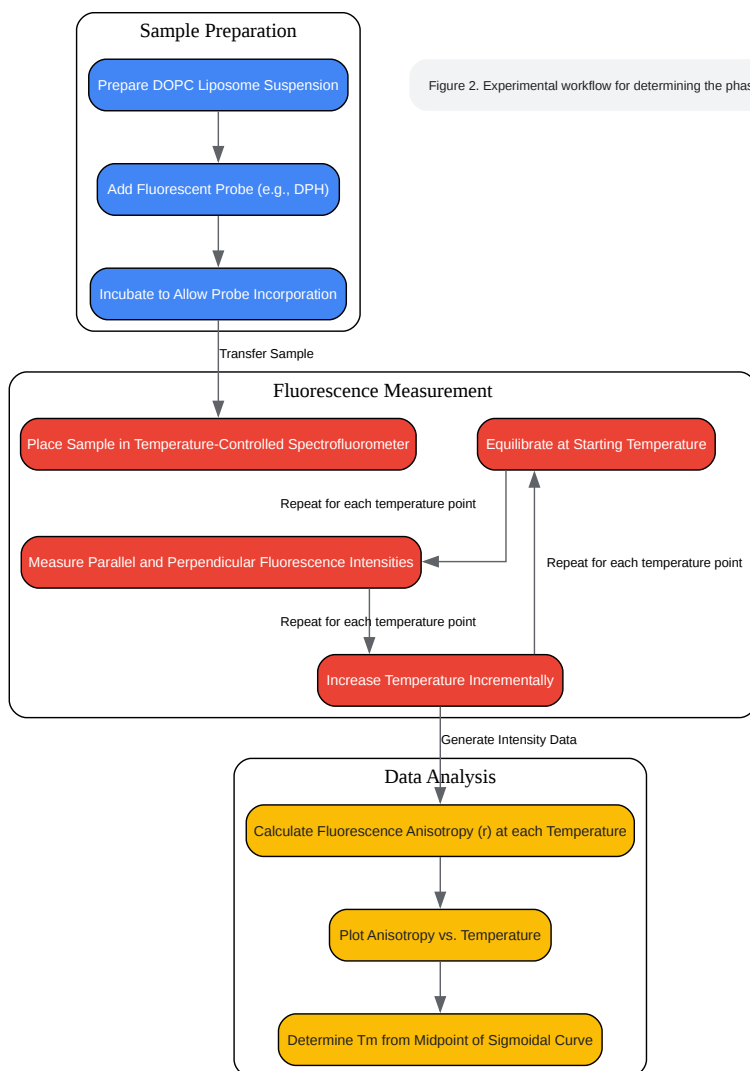 Sample Preparation
Prepare DOPC Liposome Suspension
Figure 2. Experimental workflow for determining the
Add Fluorescent Probe (e.g., DPH)
Incubate to Allow Probe Incorporation
Transfer Sample
Fluorescence Measurement
Place Sample in Temperature-Controlled Spectrofluorometer
Equilibrate at Starting Temperature
Repeat for each temperature point
Measure Parallel and Perpendicular Fluorescence Intensities
Repeat for each temperature point
Repeat for each temperature point
Increase Temperature Incrementally
Generate Intensity Data
Data Analysis
Calculate Fluorescence Anisotropy (r) at each Temperature
Plot Anisotropy vs. Temperature
Determine Tm from Midpoint of Sigmoidal Curve